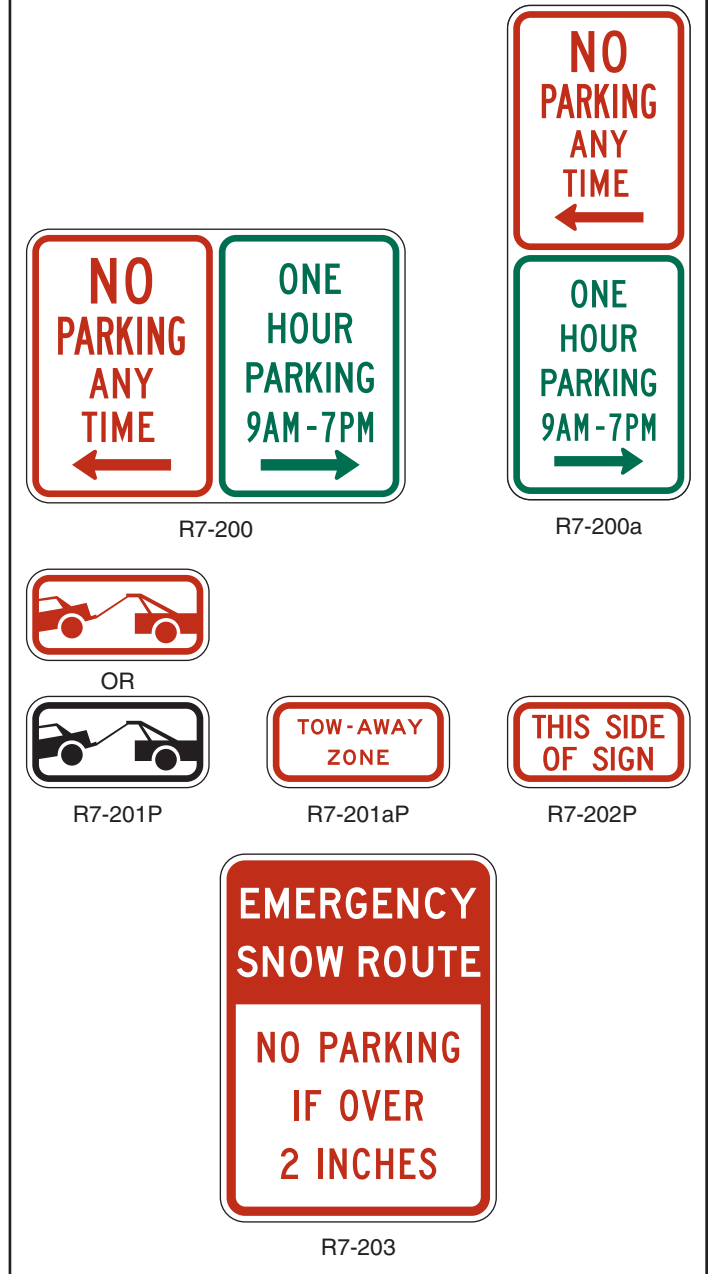 NO
PARKING
ANY
TIME
ONE
HOUR
PARKING
9AM-7PM
R7-200
NO
PARKING
ANY
TIME
ONE
HOUR
PARKING
9AM-7PM
R7-200a
OR
R7-201P
TOW-AWAY
ZONE
R7-201aP
THIS SIDE
OF SIGN
R7-202P
EMERGENCY
SNOW ROUTE
NO PARKING
IF OVER
2 INCHES
R7-203